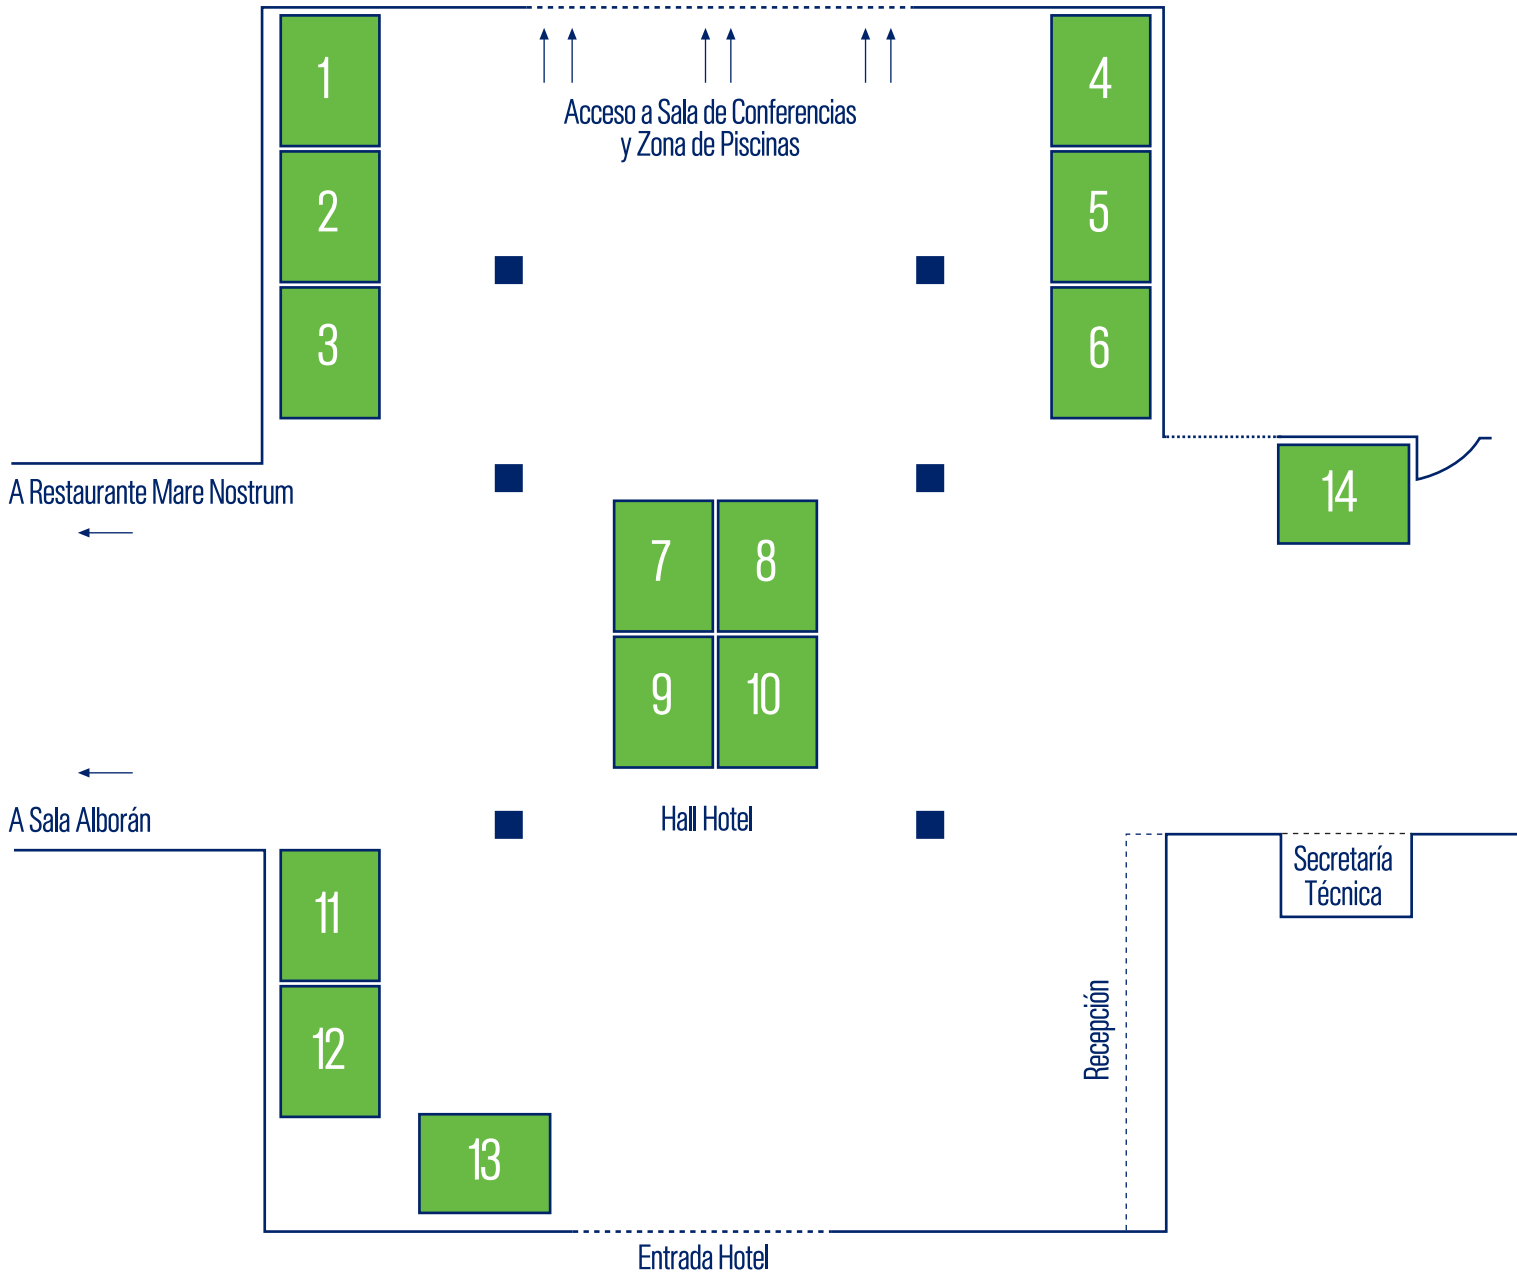 1
4
Acceso a Sala de Conferencias
y Zona de Piscinas
2
5
3
6
A Restaurante Mare Nostrum
14
7
8
9
10
A Sala Alborán
Hall Hotel
Secretaría
Técnica
11
12
Recepción
13
Entrada Hotel